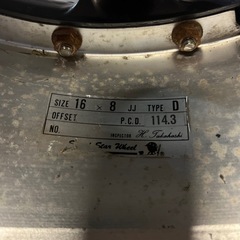 SIZE 16 × 8 JJ TYPE D
OFFSET P.C.D. 114.3
NO. INSPECTOR H. Takahashi
Star Wheel